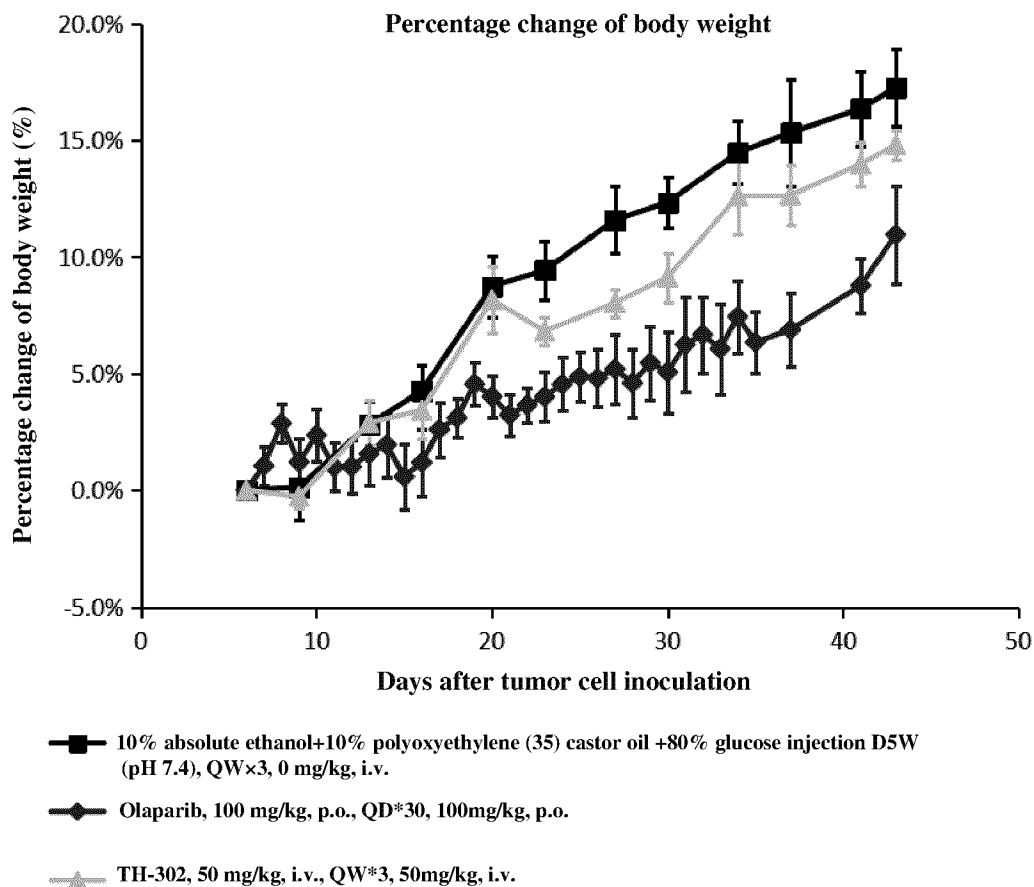 Percentage change of body weight
20.0%
15.0%
10.0%
5.0%
0.0%
-5.0%
Percentage change of body weight (%)
0 10 20 30 40 50
Days after tumor cell inoculation
10% absolute ethanol+10% polyoxyethylene (35) castor oil +80% glucose injection D5W
(pH 7.4), QW×3, 0 mg/kg, i.v.
Olaparib, 100 mg/kg, p.o., QD*30, 100mg/kg, p.o.
TH-302, 50 mg/kg, i.v., QW*3, 50mg/kg, i.v.